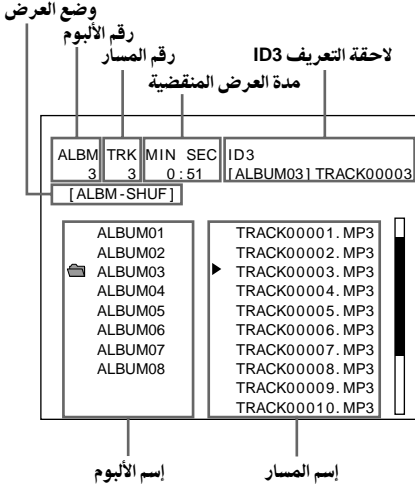 وضع العرض
رقم الألبوم
رقم المسار
لاحقة التعريف ID3
مدة العرض المنقضية
ALBM TRK MIN SEC ID3
3 3 0:51 [ALBUM03] TRACK00003
[ALBM-SHUF]
ALBUM01 TRACK00001.MP3
ALBUM02 TRACK00002.MP3
ALBUM03 TRACK00003.MP3
ALBUM04 TRACK00004.MP3
ALBUM05 TRACK00005.MP3
ALBUM06 TRACK00006.MP3
ALBUM07 TRACK00007.MP3
ALBUM08 TRACK00008.MP3
TRACK00009.MP3
TRACK00010.MP3
إسم المسار
إسم الألبوم